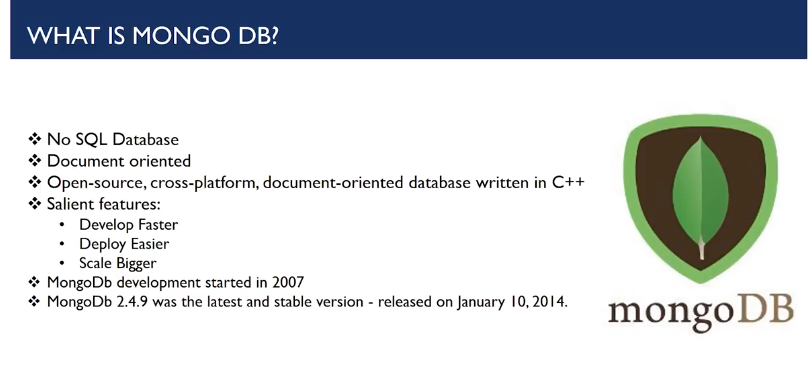 WHAT IS MONGO DB?
❖ No SQL Database
❖ Document oriented
❖ Open-source, cross-platform, document-oriented database written in C++
❖ Salient features:
• Develop Faster
• Deploy Easier
• Scale Bigger
❖ MongoDb development started in 2007
❖ MongoDb 2.4.9 was the latest and stable version - released on January 10, 2014.
mongoDB